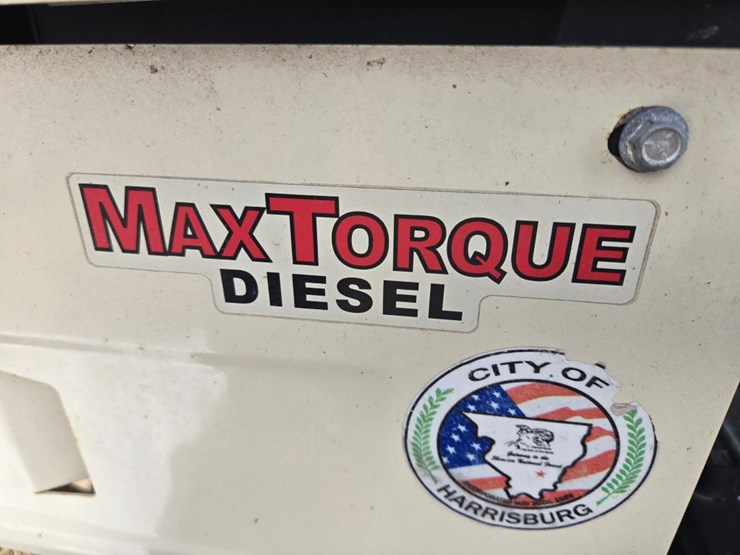 MAXTORQUE
DIESEL
CITY OF
HARRISBURG